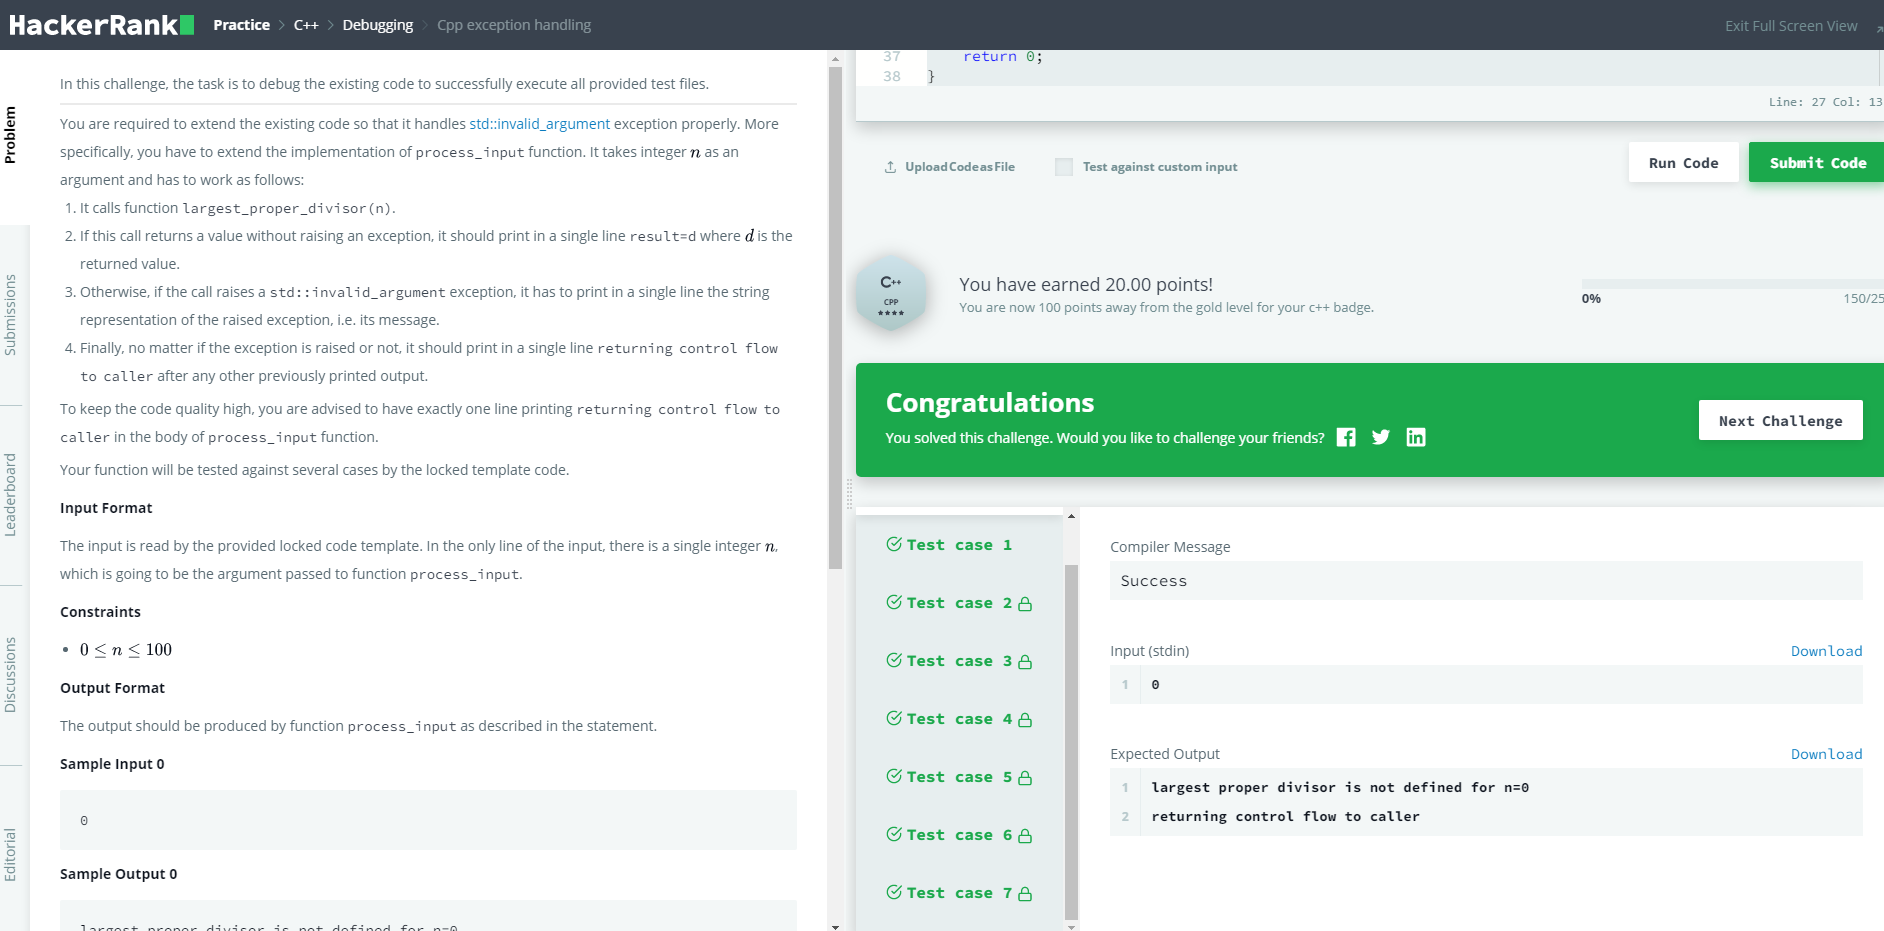 HackerRank Practice > C++ > Debugging > Cpp exception handling
Exit Full Screen View
Problem
Submissions
Leaderboard
Discussions
Editorial
In this challenge, the task is to debug the existing code to successfully execute all provided test files.
You are required to extend the existing code so that it handles std::invalid_argument exception properly. More
specifically, you have to extend the implementation of process_input function. It takes integer n as an
argument and has to work as follows:
1. It calls function largest_proper_divisor(n).
2. If this call returns a value without raising an exception, it should print in a single line result=d where d is the
returned value.
3. Otherwise, if the call raises a std::invalid_argument exception, it has to print in a single line the string
representation of the raised exception, i.e. its message.
4. Finally, no matter if the exception is raised or not, it should print in a single line returning control flow
to caller after any other previously printed output.
To keep the code quality high, you are advised to have exactly one line printing returning control flow to
caller in the body of process_input function.
Your function will be tested against several cases by the locked template code.
Input Format
The input is read by the provided locked code template. In the only line of the input, there is a single integer n,
which is going to be the argument passed to function process_input.
Constraints
• 0 ≤ n ≤ 100
Output Format
The output should be produced by function process_input as described in the statement.
Sample Input 0
0
Sample Output 0
largest proper divisor is not defined for n=0
37 return 0;
38 }
Line: 27 Col: 13
Upload Code as File
Test against custom input
Run Code
Submit Code
C++
CPP
★★★★
You have earned 20.00 points!
You are now 100 points away from the gold level for your c++ badge.
0%
150/25
Congratulations
You solved this challenge. Would you like to challenge your friends?
Next Challenge
Test case 1
Test case 2
Test case 3
Test case 4
Test case 5
Test case 6
Test case 7
Compiler Message
Success
Input (stdin)
Download
1 0
Expected Output
Download
1 largest proper divisor is not defined for n=0
2 returning control flow to caller